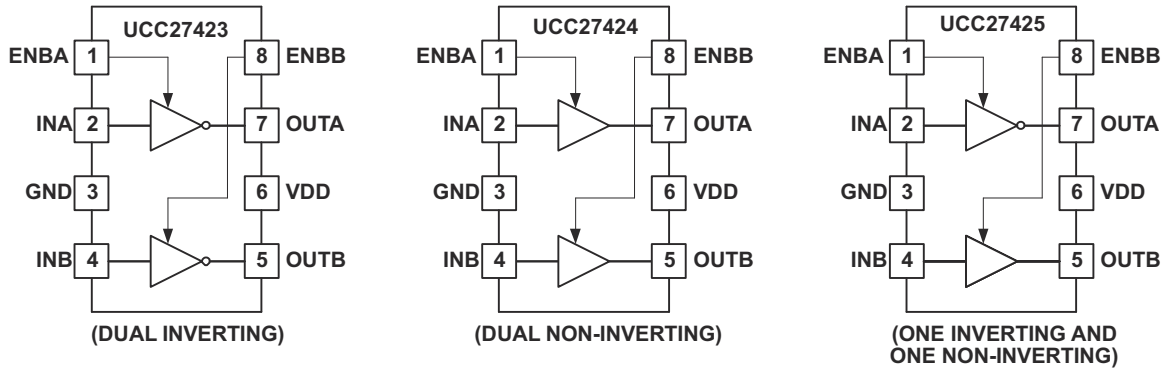 UCC27423
ENBA 1 8 ENBB
INA 2 7 OUTA
GND 3 6 VDD
INB 4 5 OUTB
(DUAL INVERTING)
UCC27424
ENBA 1 8 ENBB
INA 2 7 OUTA
GND 3 6 VDD
INB 4 5 OUTB
(DUAL NON-INVERTING)
UCC27425
ENBA 1 8 ENBB
INA 2 7 OUTA
GND 3 6 VDD
INB 4 5 OUTB
(ONE INVERTING AND
ONE NON-INVERTING)